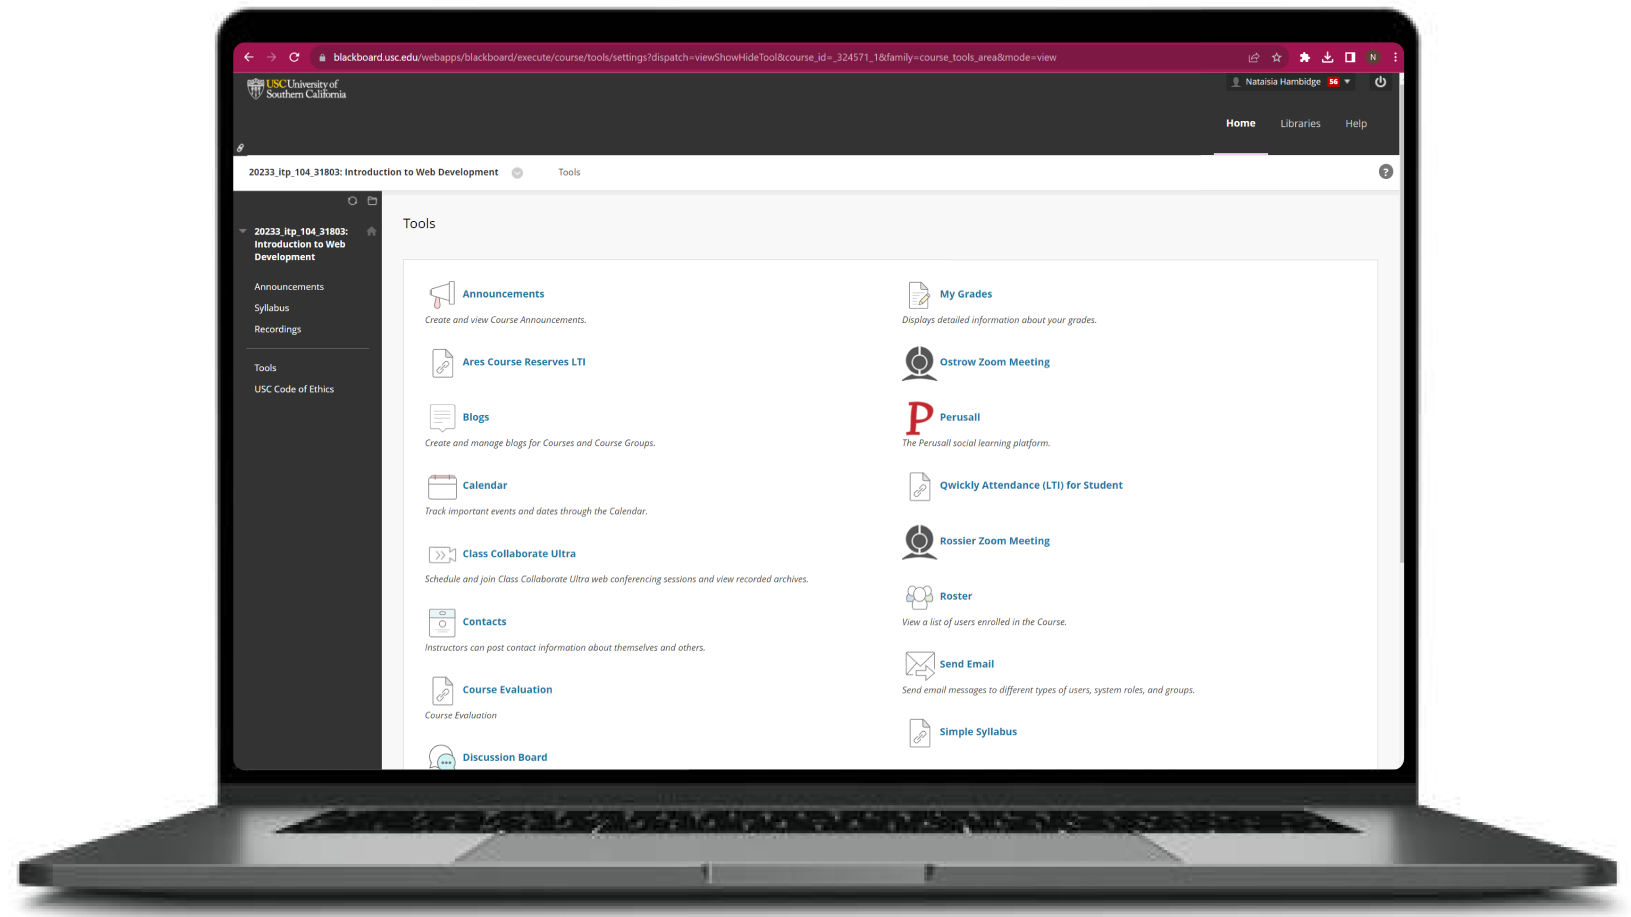 blackboard.usc.edu/webapps/blackboard/execute/course/tools/settings?dispatch=viewShowHideTool&course_id=_324571_1&family=course_tools_area&mode=view
N
USC University of
Southern California
Nataisia Hambidge 56
Home Libraries Help
20233_itp_104_31803: Introduction to Web Development Tools
?
20233_itp_104_31803:
Introduction to Web
Development
Announcements
Syllabus
Recordings
Tools
USC Code of Ethics
Tools
Announcements
Create and view Course Announcements.
Ares Course Reserves LTI
Blogs
Create and manage blogs for Courses and Course Groups.
Calendar
Track important events and dates through the Calendar.
Class Collaborate Ultra
Schedule and join Class Collaborate Ultra web conferencing sessions and view recorded archives.
Contacts
Instructors can post contact information about themselves and others.
Course Evaluation
Course Evaluation
Discussion Board
My Grades
Displays detailed information about your grades.
Ostrow Zoom Meeting
P
Perusall
The Perusall social learning platform.
Qwickly Attendance (LTI) for Student
Rossier Zoom Meeting
Roster
View a list of users enrolled in the Course.
Send Email
Send email messages to different types of users, system roles, and groups.
Simple Syllabus